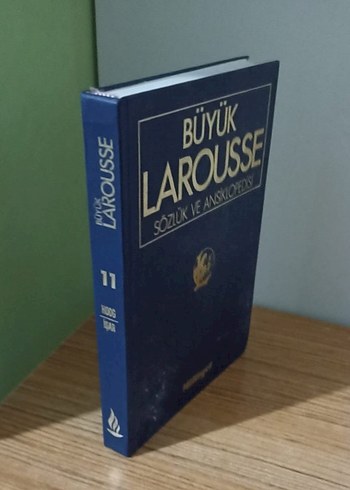 BÜYÜK
LAROUSSE
SÖZLÜK VE ANSİKLOPEDİSİ
BÜYÜK
LAROUSSE
11